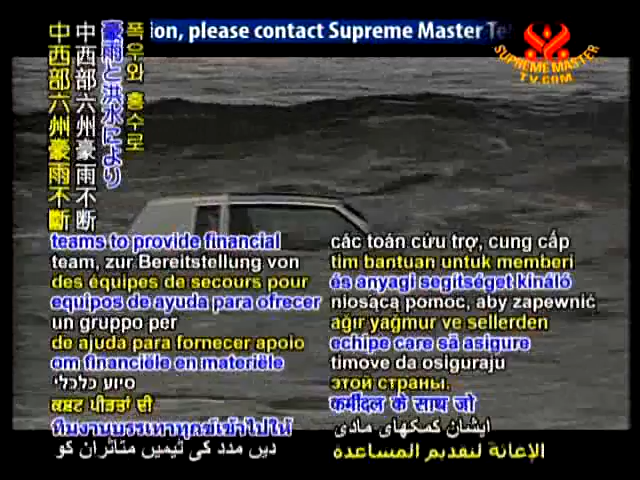 ion, please contact Supreme Master Te
SUPREME MASTER
TV.COM
폭우와 홍수로
豪雨と洪水により
中西部六州豪雨不斷
中西部六州豪雨不断
teams to provide financial
team, zur Bereitstellung von
des équipes de secours pour
equipos de ayuda para ofrecer
un gruppo per
de ajuda para fornecer apoio
om financiële en materiële
סיוע כלכלי
ਕਸ਼ਟ ਪੀੜਤਾਂ ਦੀ
ทีมงานบรรเทาทุกข์เข้าไปให้
دیں مدد کی ٹیمیں متاثران کو
các toán cứu trợ, cung cấp
tim bantuan untuk memberi
és anyagi segítséget kínáló
niosącą pomoc, aby zapewnić
ağır yağmur ve sellerden
echipe care să asigure
timove da osiguraju
этой страны.
कर्मीदल के साथ जो
ایشان کمکهای مادی
الإعانة لتقديم المساعدة